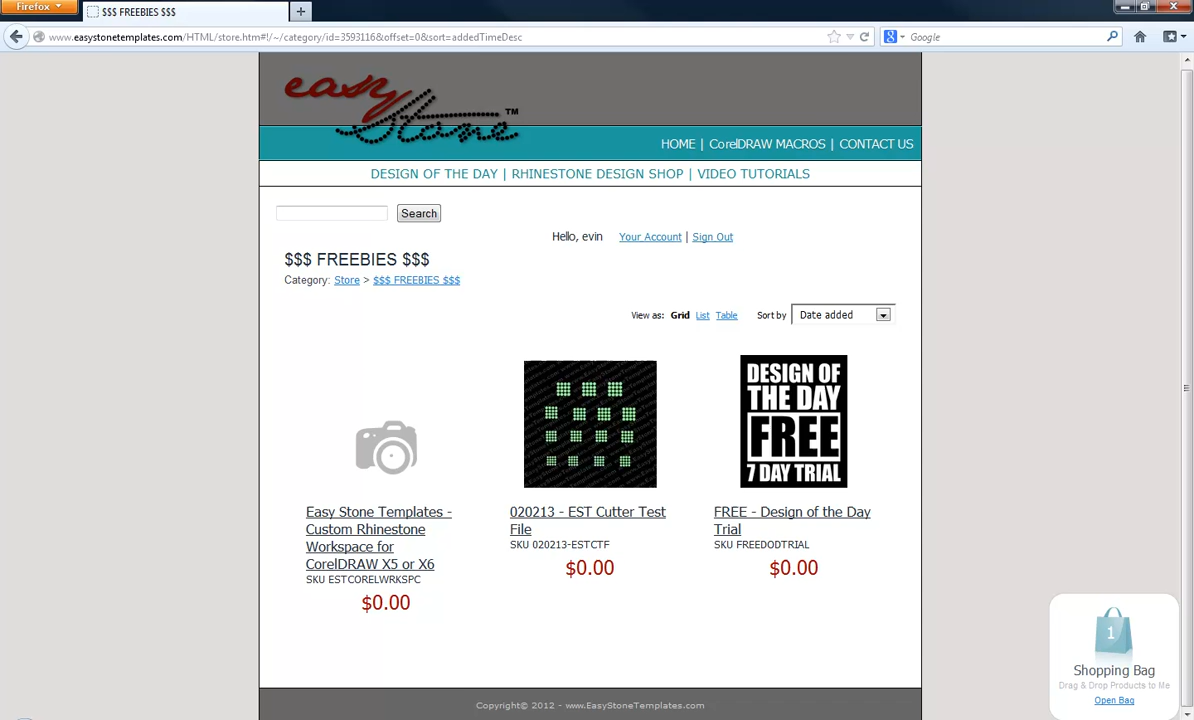 Firefox
$$$ FREEBIES $$$
www.easystonetemplates.com/HTML/store.htm#!/~/category/id=3593116&offset=0&sort=addedTimeDesc
Google
easy
Stone™
HOME | CorelDRAW MACROS | CONTACT US
DESIGN OF THE DAY | RHINESTONE DESIGN SHOP | VIDEO TUTORIALS
Search
Hello, evin Your Account | Sign Out
$$$ FREEBIES $$$
Category: Store > $$$ FREEBIES $$$
View as: Grid List Table Sort by Date added
DESIGN OF
THE DAY
FREE
7 DAY TRIAL
Easy Stone Templates -
Custom Rhinestone
Workspace for
CorelDRAW X5 or X6
SKU ESTCORELWRKSPC
$0.00
020213 - EST Cutter Test
File
SKU 020213-ESTCTF
$0.00
FREE - Design of the Day
Trial
SKU FREEDODTRIAL
$0.00
1
Shopping Bag
Drag & Drop Products to Me
Open Bag
Copyright© 2012 - www.EasyStoneTemplates.com